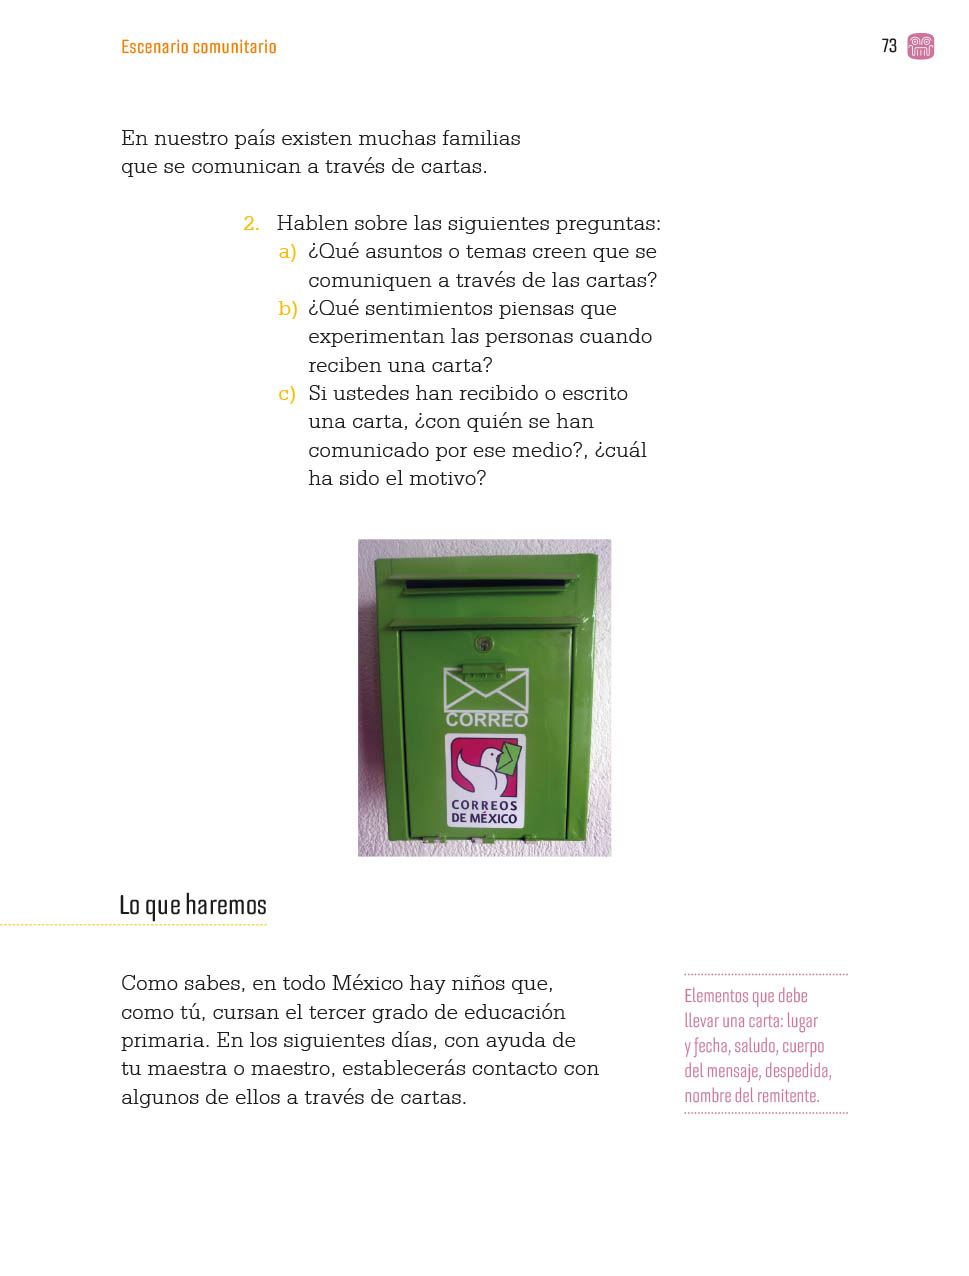 Escenario comunitario
73
En nuestro país existen muchas familias
que se comunican a través de cartas.
2. Hablen sobre las siguientes preguntas:
a) ¿Qué asuntos o temas creen que se
comuniquen a través de las cartas?
b) ¿Qué sentimientos piensas que
experimentan las personas cuando
reciben una carta?
c) Si ustedes han recibido o escrito
una carta, ¿con quién se han
comunicado por ese medio?, ¿cuál
ha sido el motivo?
CORREO
CORREOS
DE MÉXICO
Lo que haremos
Como sabes, en todo México hay niños que,
como tú, cursan el tercer grado de educación
primaria. En los siguientes días, con ayuda de
tu maestra o maestro, establecerás contacto con
algunos de ellos a través de cartas.
Elementos que debe
llevar una carta: lugar
y fecha, saludo, cuerpo
del mensaje, despedida,
nombre del remitente.